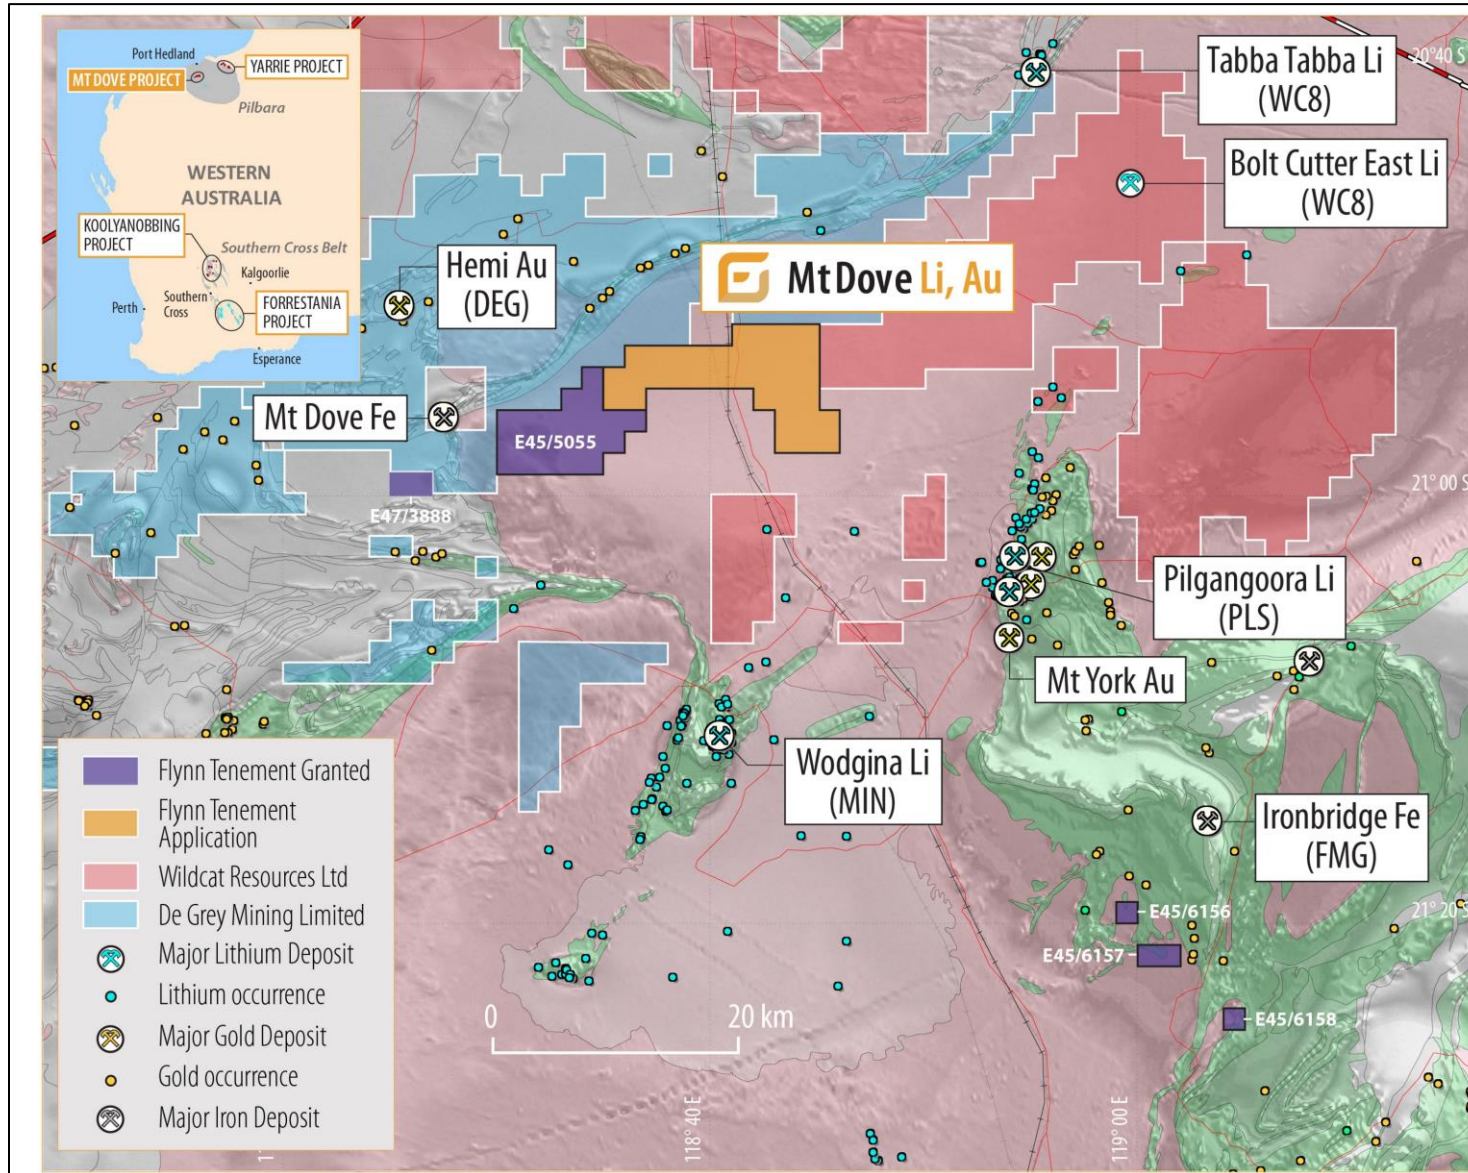 Port Hedland
YARRIE PROJECT
MT DOVE PROJECT
Pilbara
WESTERN
AUSTRALIA
KOOLYANOBBING
PROJECT
Southern Cross Belt
Kalgoorlie
Perth
Southern
Cross
FORRESTANIA
PROJECT
Esperance
Tabba Tabba Li
(WC8)
20°40 S
Bolt Cutter East Li
(WC8)
Hemi Au
(DEG)
Mt Dove Li, Au
Mt Dove Fe
E45/5055
E47/3888
21° 00 S
Pilgangoora Li
(PLS)
Mt York Au
Wodgina Li
(MIN)
Ironbridge Fe
(FMG)
E45/6156
21° 20 S
E45/6157
E45/6158
0 20 km
118° 40 E
119° 00 E
Flynn Tenement Granted
Flynn Tenement
Application
Wildcat Resources Ltd
De Grey Mining Limited
Major Lithium Deposit
Lithium occurrence
Major Gold Deposit
Gold occurrence
Major Iron Deposit